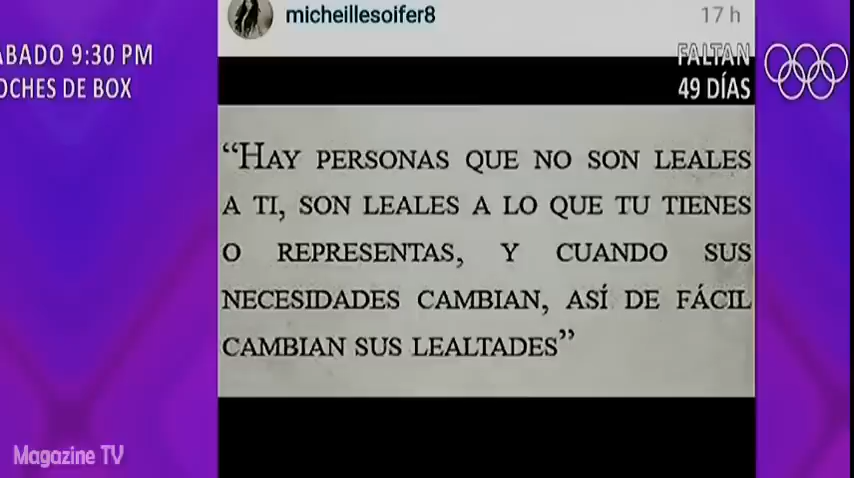 micheillesoifer8
17 h
ÁBADO 9:30 PM
OCHES DE BOX
FALTAN
49 DÍAS
“HAY PERSONAS QUE NO SON LEALES
A TI, SON LEALES A LO QUE TU TIENES
O REPRESENTAS, Y CUANDO SUS
NECESIDADES CAMBIAN, ASÍ DE FÁCIL
CAMBIAN SUS LEALTADES”
Magazine TV